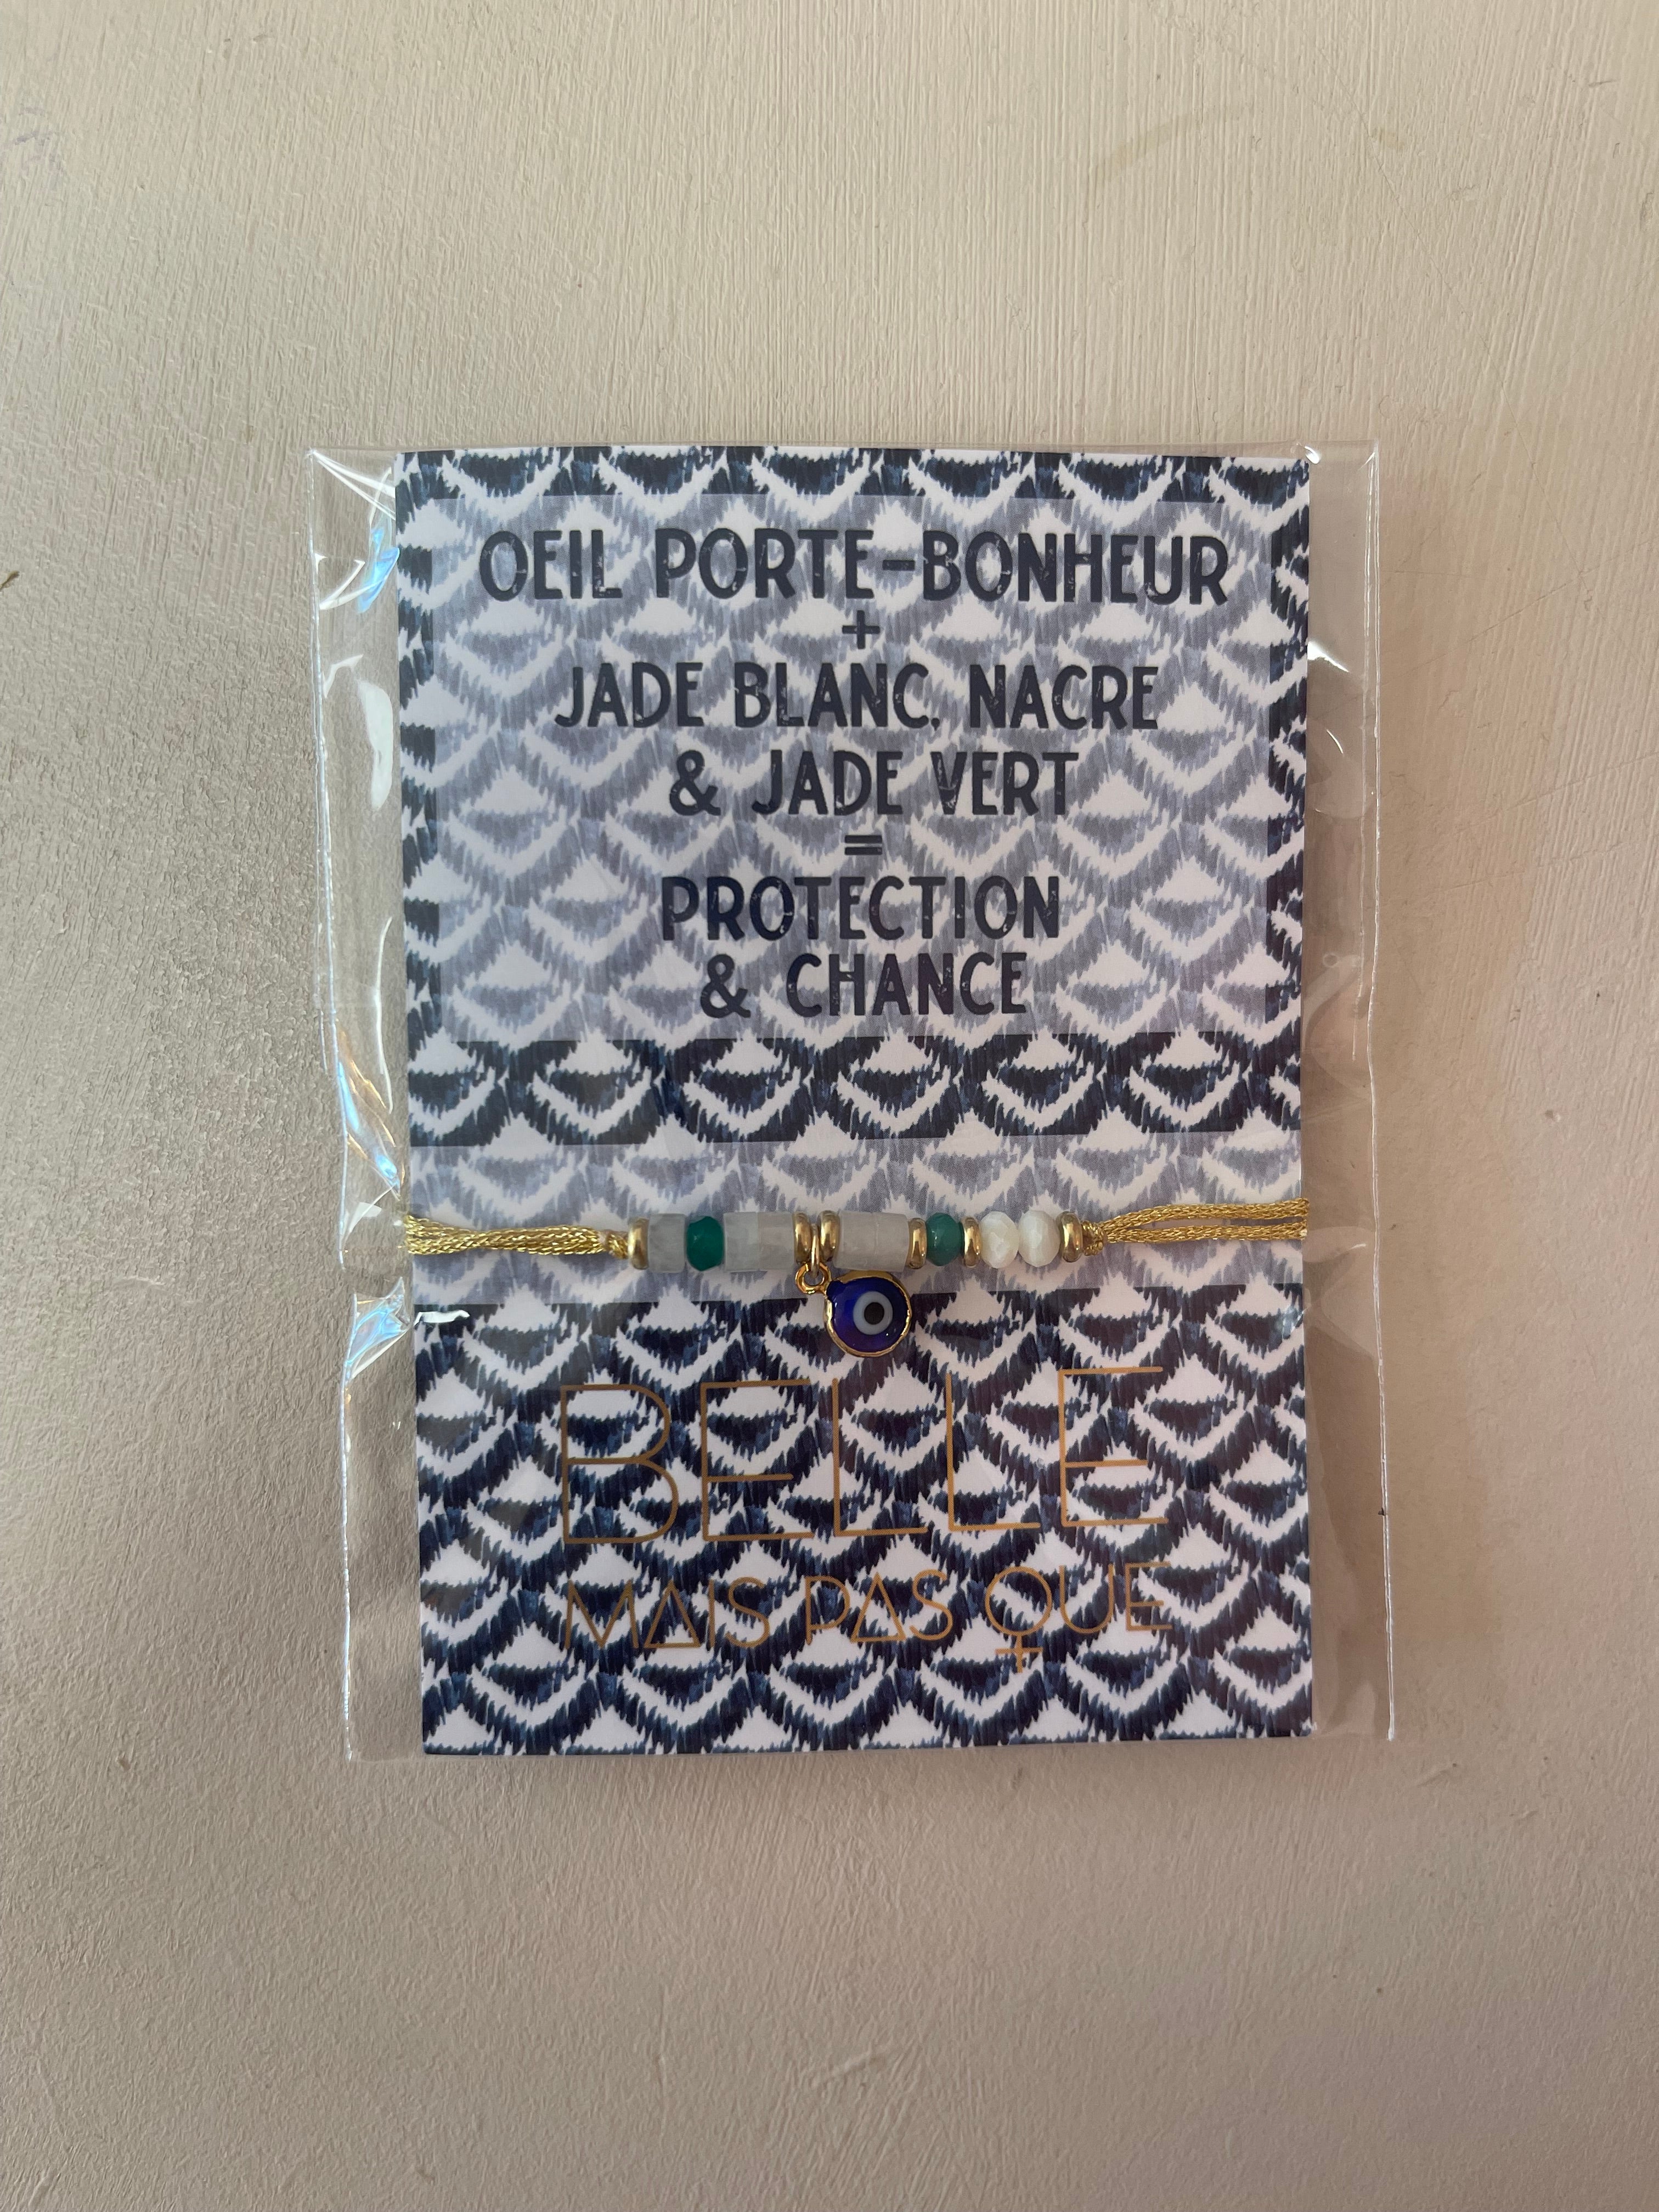 OEIL PORTE-BONHEUR
+
JADE BLANC, NACRE
& JADE VERT
=
PROTECTION
& CHANCE
BELLE
MAIS PAS QUE